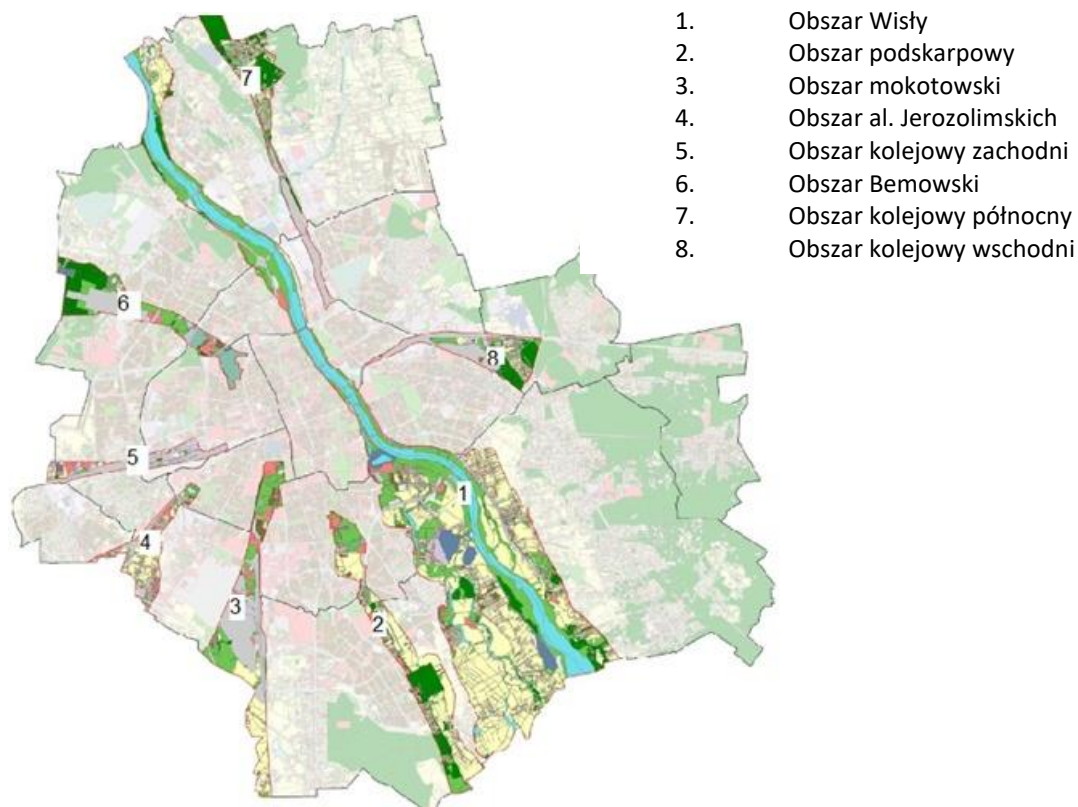 1. Obszar Wisły
2. Obszar podskarpowy
3. Obszar mokotowski
4. Obszar al. Jerozolimskich
5. Obszar kolejowy zachodni
6. Obszar Bemowski
7. Obszar kolejowy północny
8. Obszar kolejowy wschodni
7
6
8
5
1
4
3
2